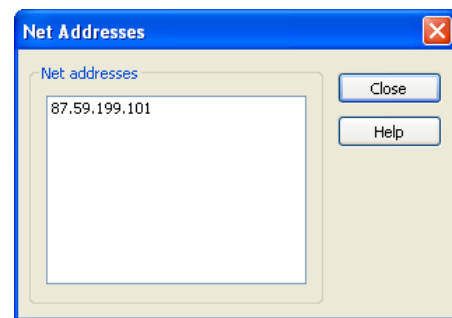 Net Addresses
Net addresses
87.59.199.101
Close
Help